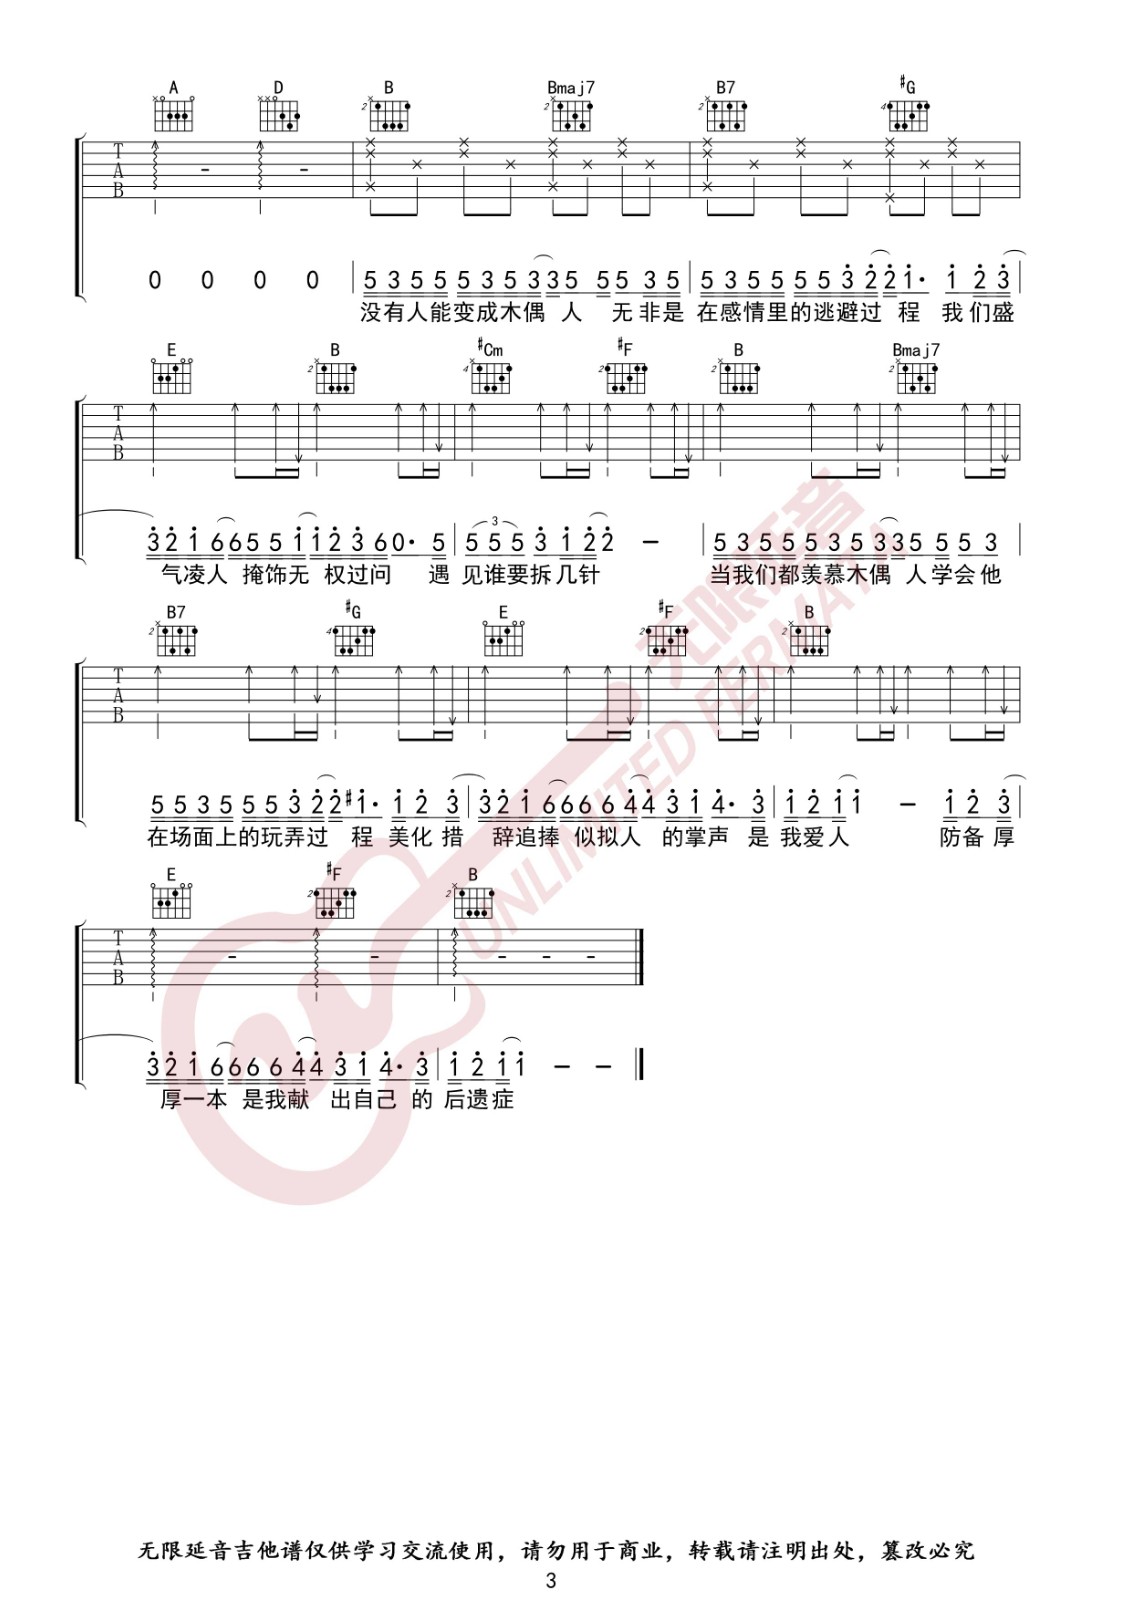 A D B Bmaj7 B7 #G
T A B
0 0 0 0 | 5 3 5 5 5 3 5 3 3 5 5 5 3 5 | 5 3 5 5 5 5 3 2 2 1· 1 2 3 |
没有人能变成木偶 人 无非是 在感情里的逃避过 程 我们盛
E B #Cm #F B Bmaj7
T A B
3 2 1 6 6 5 5 1 1 2 3 6 0· 5 | 5 5 5 3 1 2 2 - | 5 3 5 5 5 3 5 3 3 5 5 5 3 |
气凌人 掩饰无 权过问 遇 见谁要拆几针 当我们都羡慕木偶 人学会他
B7 #G E #F B
T A B
5 5 3 5 5 5 3 2 2 #1· 1 2 3 | 3 2 1 6 6 6 6 4 4 3 1 4· 3 | 1 2 1 1 - 1 2 3 |
在场面上的玩弄过 程 美化措 辞追捧 似拟人 的掌声 是 我爱人 防备厚
E #F B
T A B
3 2 1 6 6 6 6 4 4 3 1 4· 3 | 1 2 1 1 - -
厚一本 是我献 出自己 的 后遗症
无限延音
UNLIMITED FERMATA
无限延音吉他谱仅供学习交流使用，请勿用于商业，转载请注明出处，篡改必究
3